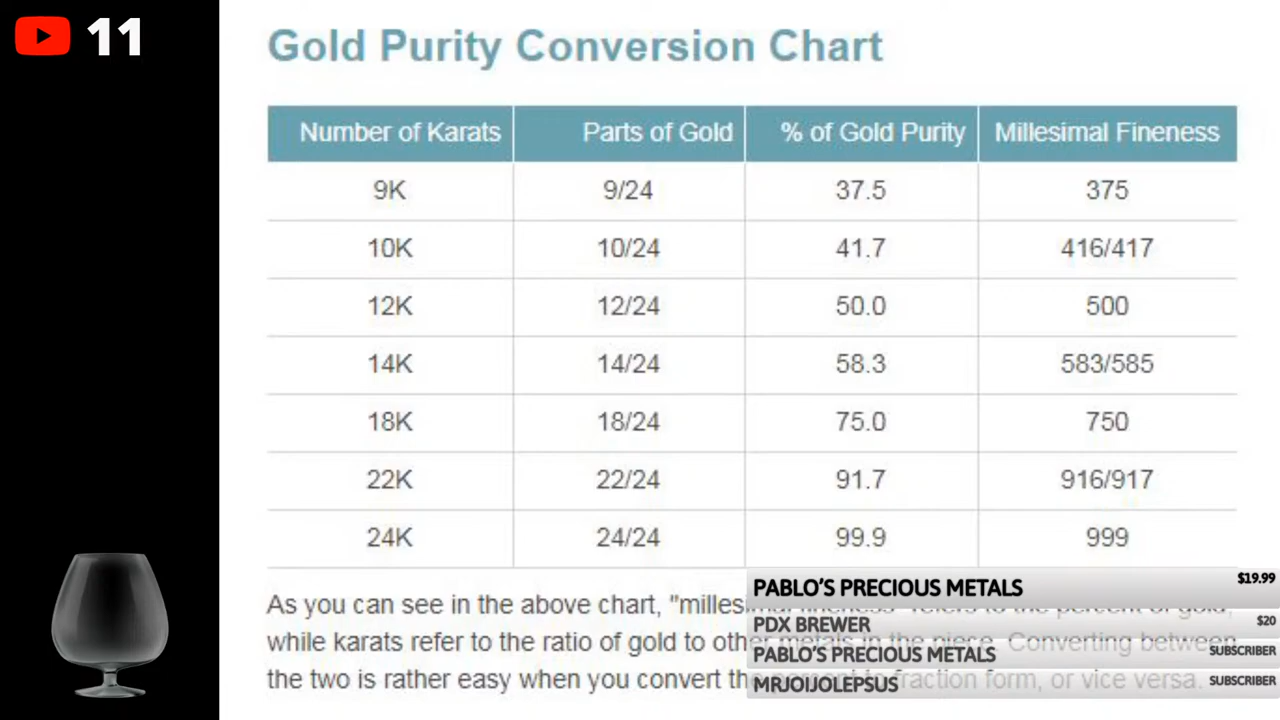 11
Gold Purity Conversion Chart
Number of Karats Parts of Gold % of Gold Purity Millesimal Fineness
9K 9/24 37.5 375
10K 10/24 41.7 416/417
12K 12/24 50.0 500
14K 14/24 58.3 583/585
18K 18/24 75.0 750
22K 22/24 91.7 916/917
24K 24/24 99.9 999
As you can see in the above chart, "millesimal fineness" refers to the percent of gold,
while karats refer to the ratio of gold to other metals in the piece. Converting between
the two is rather easy when you convert the percent to fraction form, or vice versa.
PABLO'S PRECIOUS METALS $19.99
PDX BREWER $20
PABLO'S PRECIOUS METALS SUBSCRIBER
MRJOIJOLEPSUS SUBSCRIBER